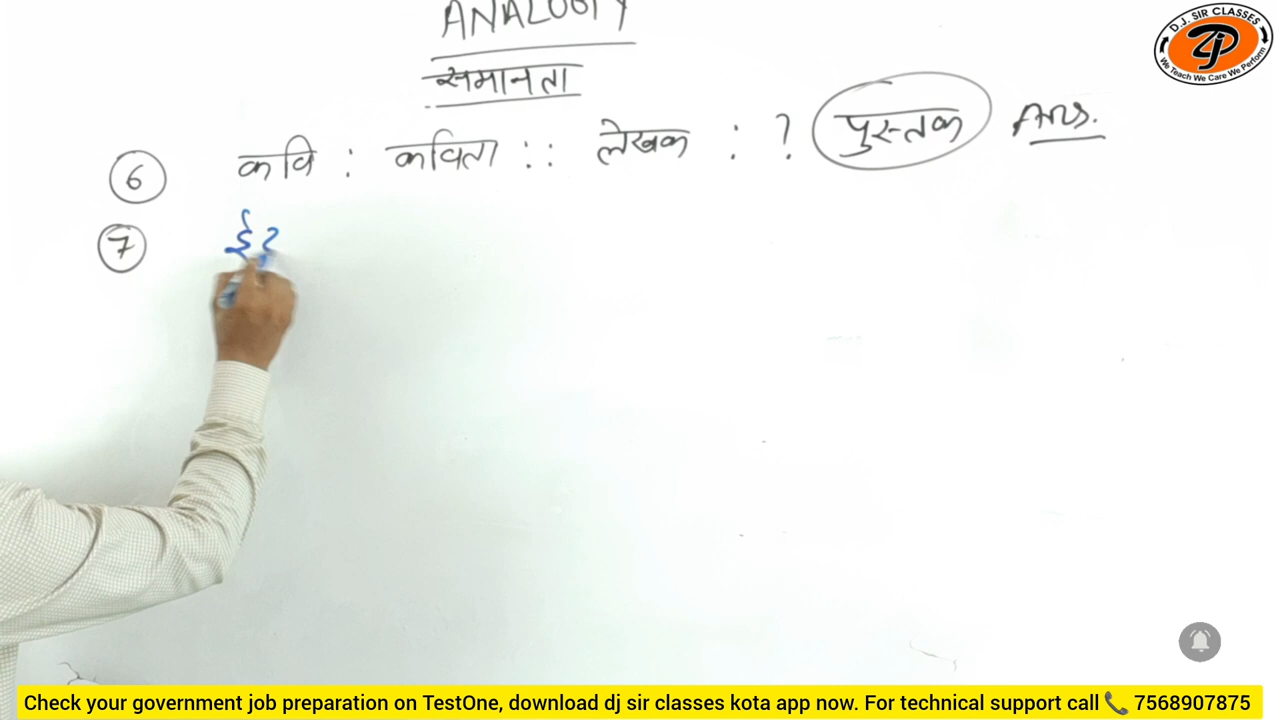 ANALOGY
समानता
D.J. SIR CLASSES
We Teach We Care We Perform
6 कवि : कविता :: लेखक : ? पुस्तक Ans.
7
Check your government job preparation on TestOne, download dj sir classes kota app now. For technical support call 7568907875